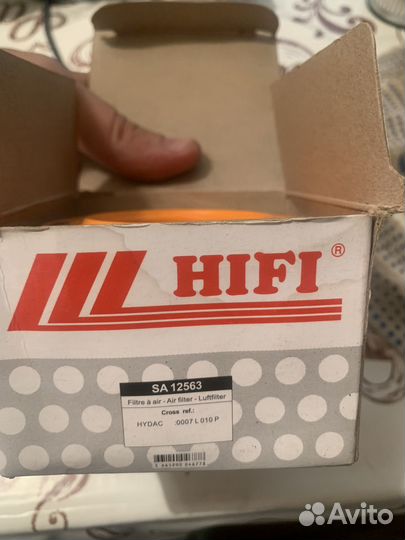 HIFI®
SA 12563
Filtre à air - Air filter - Luftfilter
Cross ref.:
HYDAC :0007 L 010 P
Avito